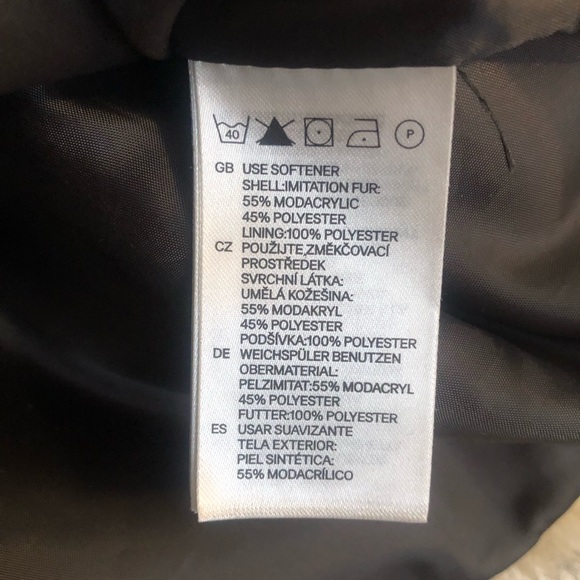 40 P
GB USE SOFTENER
SHELL:IMITATION FUR:
55% MODACRYLIC
45% POLYESTER
LINING:100% POLYESTER
CZ POUŽIJTE ZMĚKČOVACÍ
PROSTŘEDEK
SVRCHNÍ LÁTKA:
UMĚLÁ KOŽEŠINA:
55% MODAKRYL
45% POLYESTER
PODŠÍVKA:100% POLYESTER
DE WEICHSPÜLER BENUTZEN
OBERMATERIAL:
PELZIMITAT:55% MODACRYL
45% POLYESTER
FUTTER:100% POLYESTER
ES USAR SUAVIZANTE
TELA EXTERIOR:
PIEL SINTÉTICA:
55% MODACRÍLICO